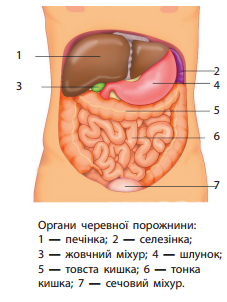 1
2
3
4
5
6
7
Органи черевної порожнини:
1 — печінка; 2 — селезінка;
3 — жовчний міхур; 4 — шлунок;
5 — товста кишка; 6 — тонка
кишка; 7 — сечовий міхур.